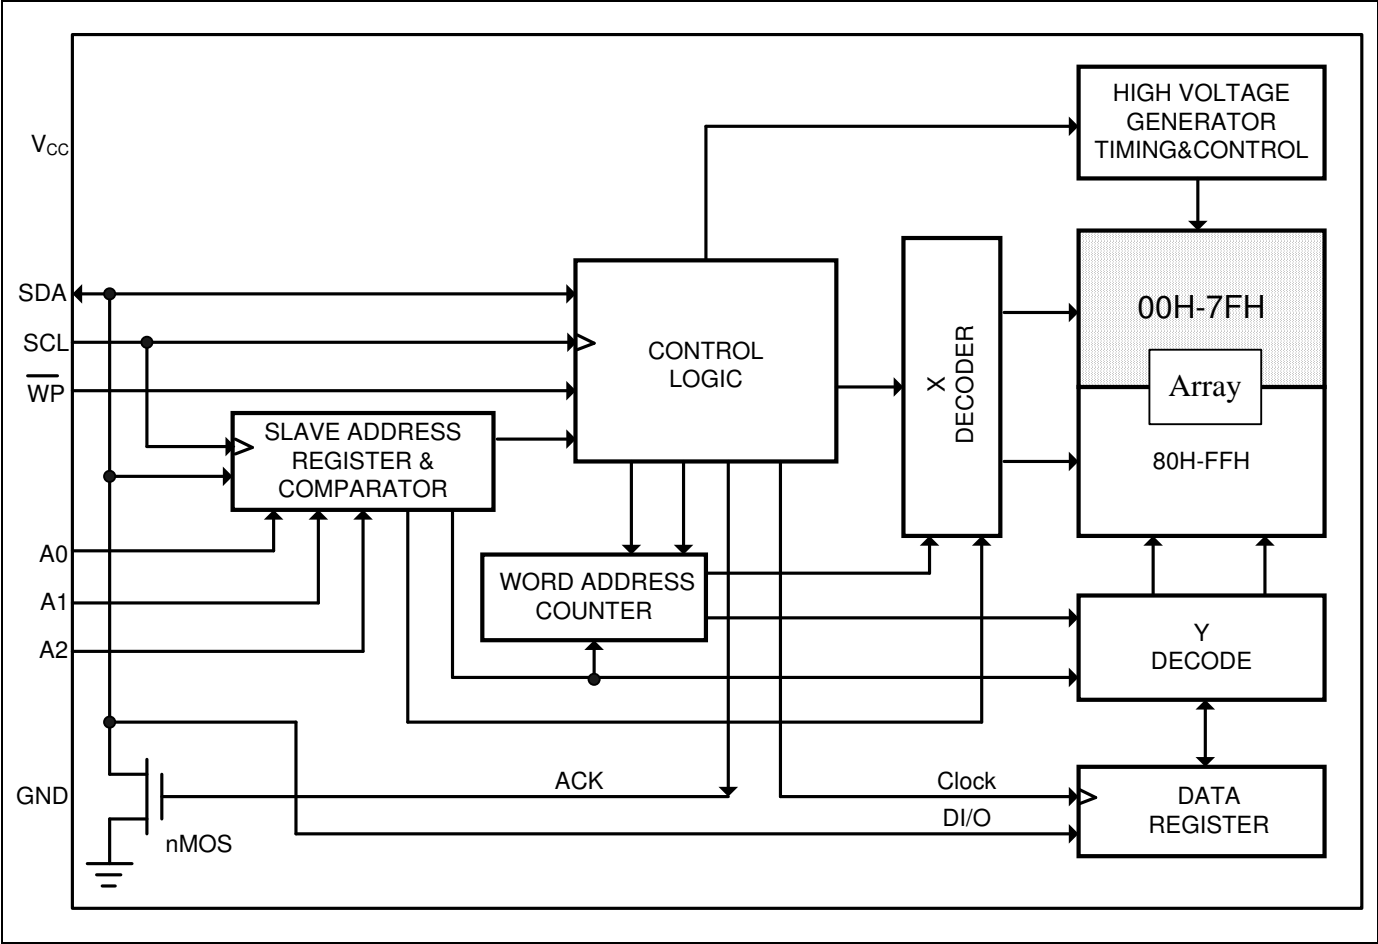 HIGH VOLTAGE
GENERATOR
TIMING&CONTROL
VCC
SDA
SCL
WP
A0
A1
A2
GND
SLAVE ADDRESS
REGISTER &
COMPARATOR
CONTROL
LOGIC
X
DECODER
00H-7FH
Array
80H-FFH
WORD ADDRESS
COUNTER
Y
DECODE
ACK
Clock
DI/O
DATA
REGISTER
nMOS